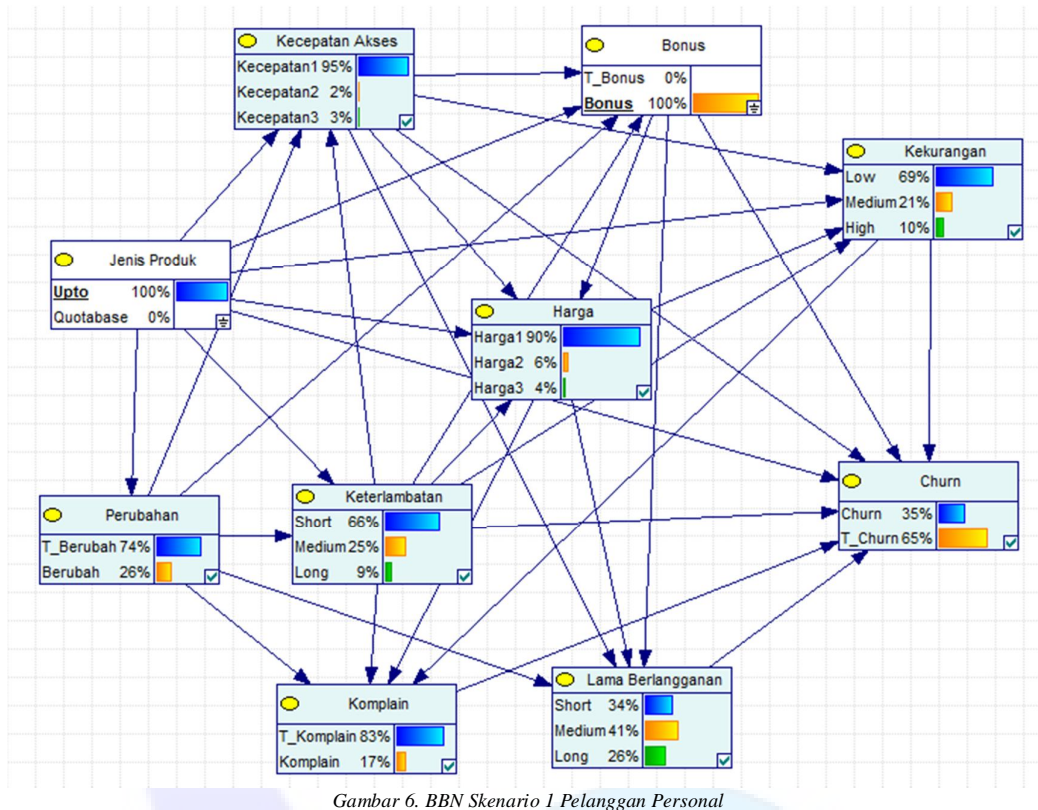 Kecepatan Akses
Kecepatan1 95%
Kecepatan2 2%
Kecepatan3 3%
Bonus
T_Bonus 0%
Bonus 100%
Kekurangan
Low 69%
Medium 21%
High 10%
Jenis Produk
Upto 100%
Quotabase 0%
Harga
Harga1 90%
Harga2 6%
Harga3 4%
Perubahan
T_Berubah 74%
Berubah 26%
Keterlambatan
Short 66%
Medium 25%
Long 9%
Churn
Churn 35%
T_Churn 65%
Komplain
T_Komplain 83%
Komplain 17%
Lama Berlangganan
Short 34%
Medium 41%
Long 26%
Gambar 6. BBN Skenario 1 Pelanggan Personal